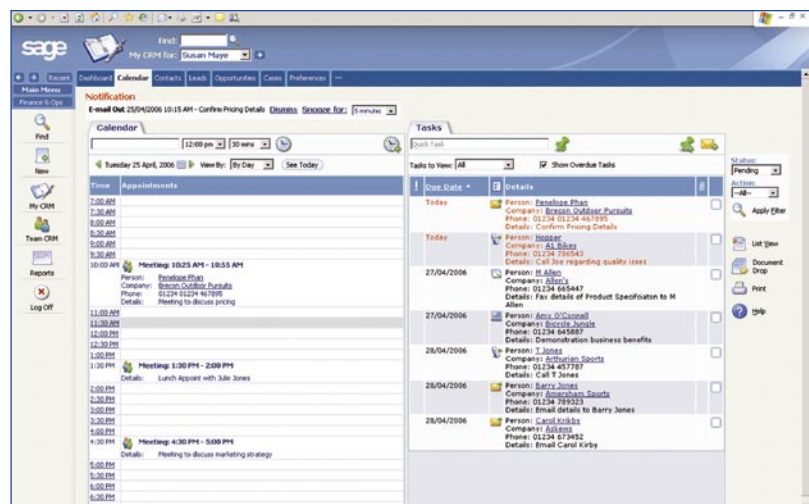 sage
Find:
My CRM for: Susan Maye
Recent
Dashboard Calendar Contacts Leads Opportunities Cases Preferences
Main Menu
Finance & Ops
Find
New
My CRM
Team CRM
Reports
Log Off
Notification
E-mail Out 25/04/2006 10:15 AM - Confirm Pricing Details Dismiss Snooze for: 5 minutes
Calendar
12:00 pm 30 mins
Tuesday 25 April, 2006 View By: By Day See Today
Time Appointments
7:00 AM
7:30 AM
8:00 AM
8:30 AM
9:00 AM
9:30 AM
10:00 AM Meeting: 10:25 AM - 10:55 AM
Person: Penelope Phan
Company: Brecon Outdoor Pursuits
Phone: 01234 01234 467895
Details: Meeting to discuss pricing
11:00 AM
11:30 AM
12:00 PM
12:30 PM
1:00 PM
1:30 PM Meeting: 1:30 PM - 2:00 PM
Details: Lunch Appoint with Julie Jones
2:00 PM
2:30 PM
3:00 PM
3:30 PM
4:00 PM
4:30 PM Meeting: 4:30 PM - 5:00 PM
Details: Meeting to discuss marketing strategy
5:00 PM
5:30 PM
6:00 PM
6:30 PM
Tasks
Quick Task
Tasks to View: All Show Overdue Tasks
! Due Date Details
Today Person: Penelope Phan
Company: Brecon Outdoor Pursuits
Phone: 01234 01234 467895
Details: Confirm Pricing Details
Today Person: Hopper
Company: A1 Bikes
Phone: 01234 786543
Details: Call Joe regarding quality isses
27/04/2006 Person: M Allen
Company: Allen's
Phone: 01234 665447
Details: Fax details of Product Specifciaton to M
Allen
27/04/2006 Person: Amy O'Connell
Company: Bicycle Jungle
Phone: 01234 645887
Details: Demonstration business benefits
28/04/2006 Person: T Jones
Company: Arthurian Sports
Phone: 01234 457787
Details: Call T Jones
28/04/2006 Person: Barry Jones
Company: Amersham Sports
Phone: 01234 789323
Details: Email details to Barry Jones
28/04/2006 Person: Carol Krikby
Company: Askens
Phone: 01234 673452
Details: Email Carol Kirby
Status:
Pending
Action:
--All--
Apply Filter
List View
Document
Drop
Print
Help